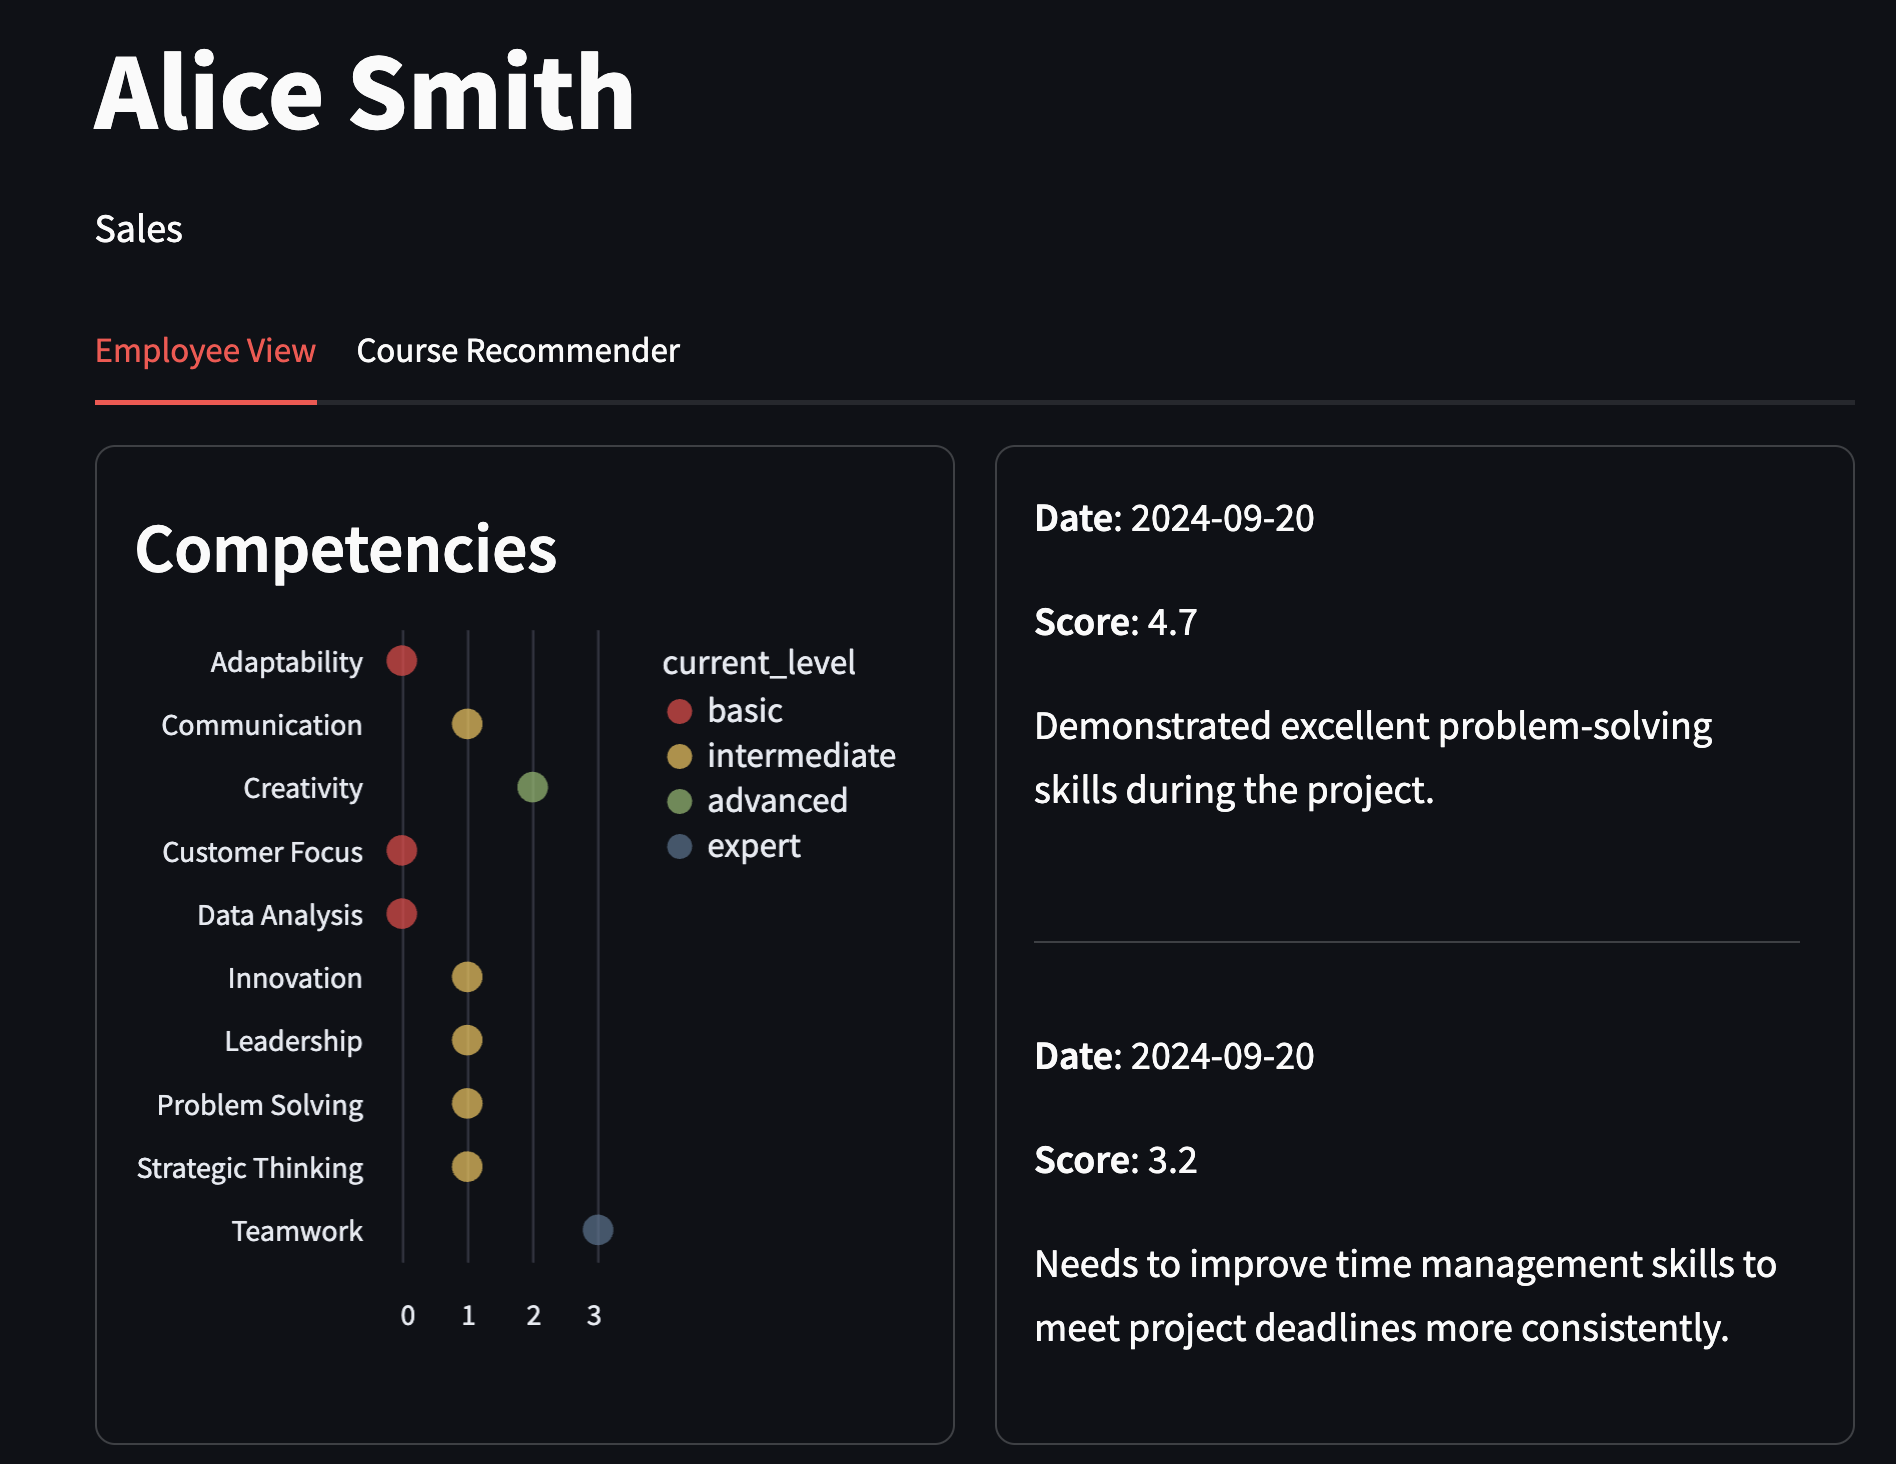 Alice Smith
Sales
Employee View
Course Recommender
Competencies
Adaptability
Communication
Creativity
Customer Focus
Data Analysis
Innovation
Leadership
Problem Solving
Strategic Thinking
Teamwork
0 1 2 3
current_level
basic
intermediate
advanced
expert
Date: 2024-09-20
Score: 4.7
Demonstrated excellent problem-solving
skills during the project.
Date: 2024-09-20
Score: 3.2
Needs to improve time management skills to
meet project deadlines more consistently.